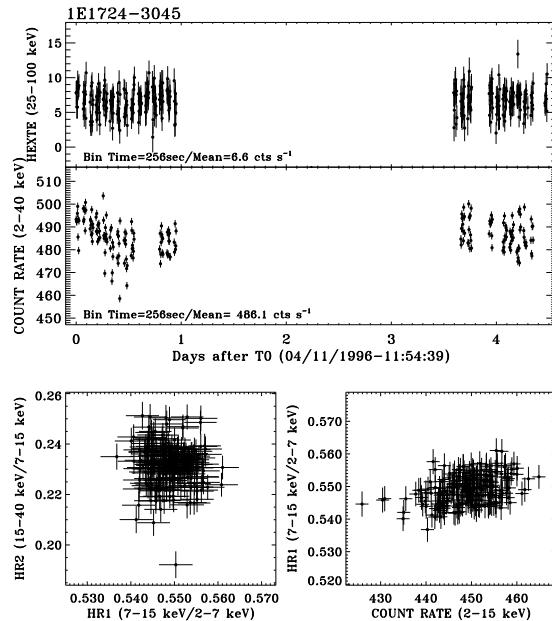 1E1724-3045
HEXTE (25-100 keV)
15
10
5
0
Bin Time=256sec/Mean=6.6 cts s⁻¹
COUNT RATE (2-40 keV)
510
500
490
480
470
460
450
Bin Time=256sec/Mean= 486.1 cts s⁻¹
0 1 2 3 4
Days after T0 (04/11/1996-11:54:39)
HR2 (15-40 keV/7-15 keV)
0.26
0.24
0.22
0.20
0.530 0.540 0.550 0.560 0.570
HR1 (7-15 keV/2-7 keV)
HR1 (7-15 keV/2-7 keV)
0.570
0.560
0.550
0.540
0.530
0.520
430 440 450 460
COUNT RATE (2-15 keV)